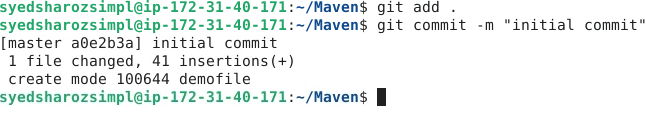 syedsharozsimpl@ip-172-31-40-171:~/Maven$ git add .
syedsharozsimpl@ip-172-31-40-171:~/Maven$ git commit -m "initial commit"
[master a0e2b3a] initial commit
 1 file changed, 41 insertions(+)
 create mode 100644 demofile
syedsharozsimpl@ip-172-31-40-171:~/Maven$